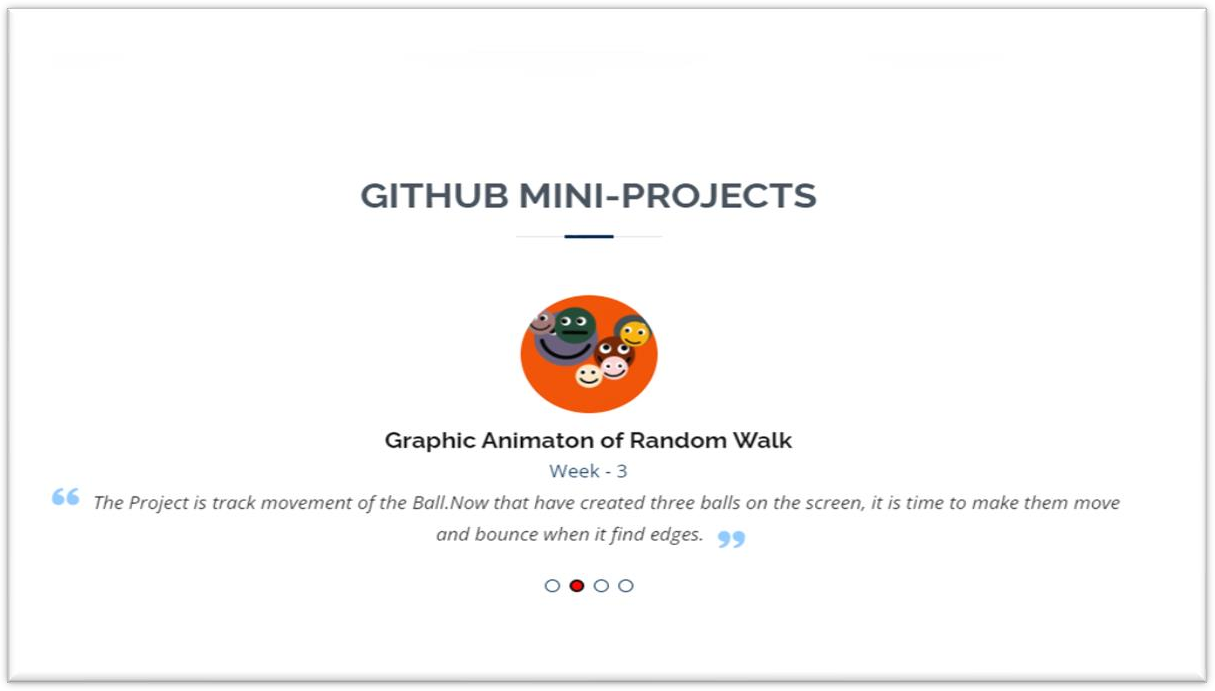 GITHUB MINI-PROJECTS
Graphic Animaton of Random Walk
Week - 3
“ The Project is track movement of the Ball.Now that have created three balls on the screen, it is time to make them move
and bounce when it find edges. ”